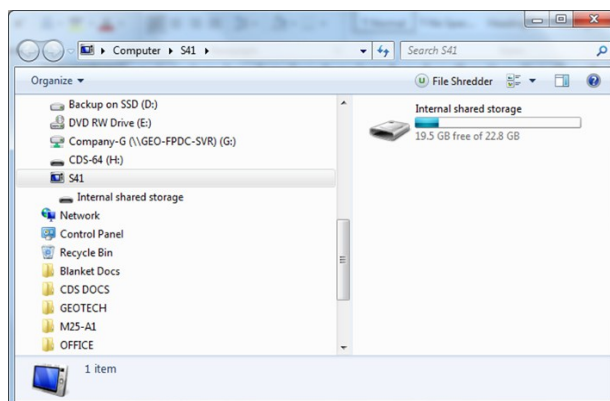 Computer ▸ S41 ▸
Search S41
Organize
File Shredder
Backup on SSD (D:)
DVD RW Drive (E:)
Company-G (\\GEO-FPDC-SVR) (G:)
CDS-64 (H:)
S41
Internal shared storage
Network
Control Panel
Recycle Bin
Blanket Docs
CDS DOCS
GEOTECH
M25-A1
OFFICE
Internal shared storage
19.5 GB free of 22.8 GB
1 item